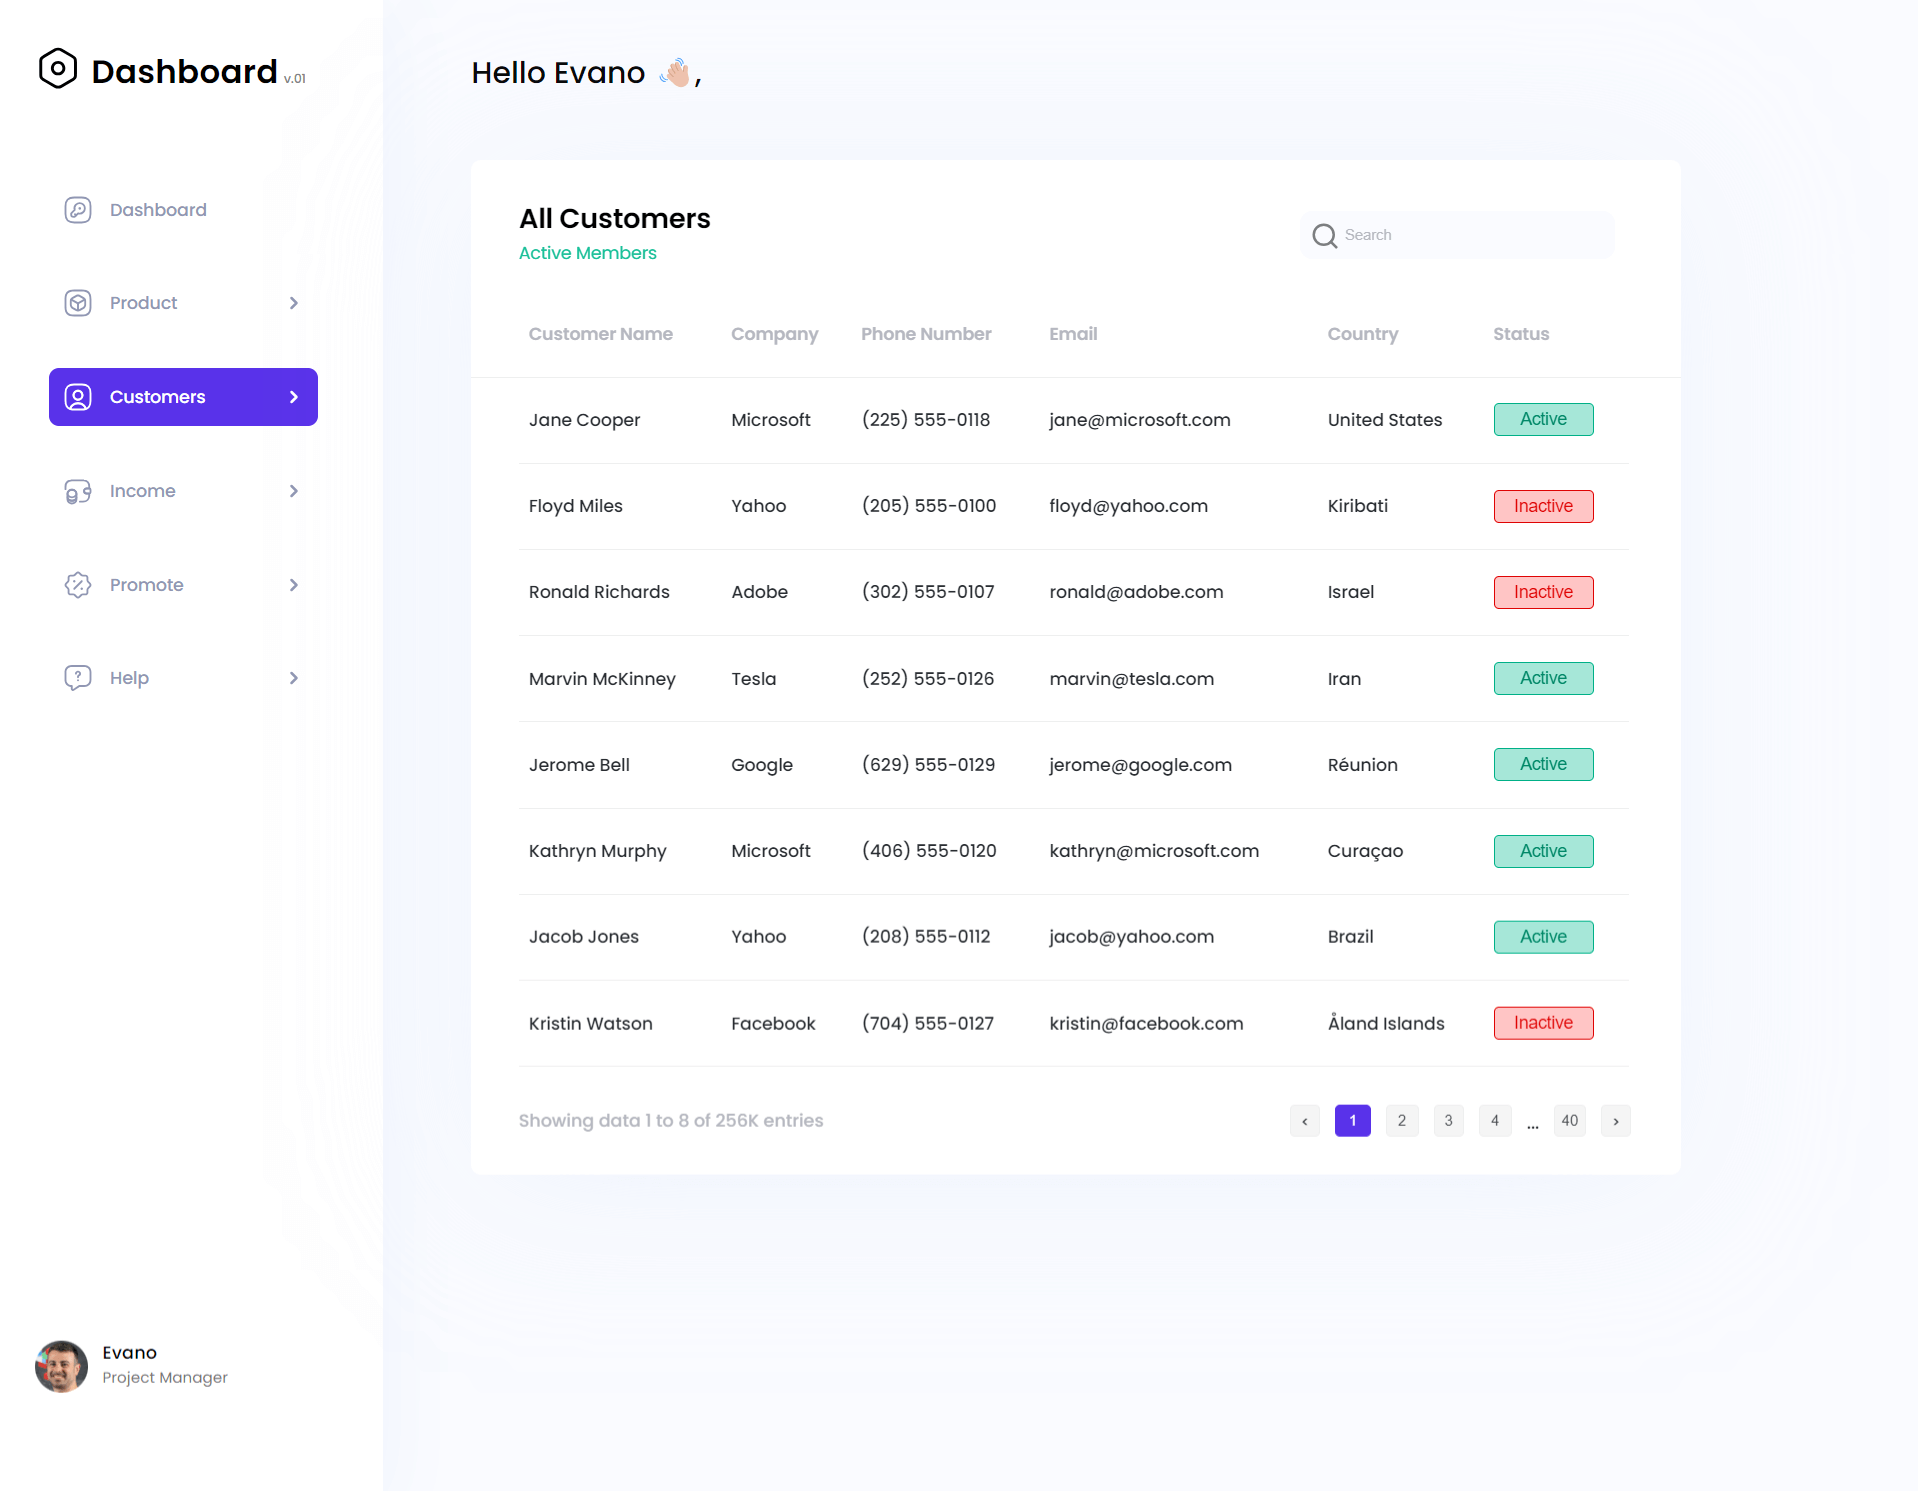 Dashboard v.01
Dashboard
Product
Customers
Income
Promote
Help
Evano
Project Manager
Hello Evano 👋🏼,
All Customers
Active Members
Search
Customer Name Company Phone Number Email Country Status
Jane Cooper Microsoft (225) 555-0118 jane@microsoft.com United States Active
Floyd Miles Yahoo (205) 555-0100 floyd@yahoo.com Kiribati Inactive
Ronald Richards Adobe (302) 555-0107 ronald@adobe.com Israel Inactive
Marvin McKinney Tesla (252) 555-0126 marvin@tesla.com Iran Active
Jerome Bell Google (629) 555-0129 jerome@google.com Réunion Active
Kathryn Murphy Microsoft (406) 555-0120 kathryn@microsoft.com Curaçao Active
Jacob Jones Yahoo (208) 555-0112 jacob@yahoo.com Brazil Active
Kristin Watson Facebook (704) 555-0127 kristin@facebook.com Åland Islands Inactive
Showing data 1 to 8 of 256K entries
‹ 1 2 3 4 ... 40 ›